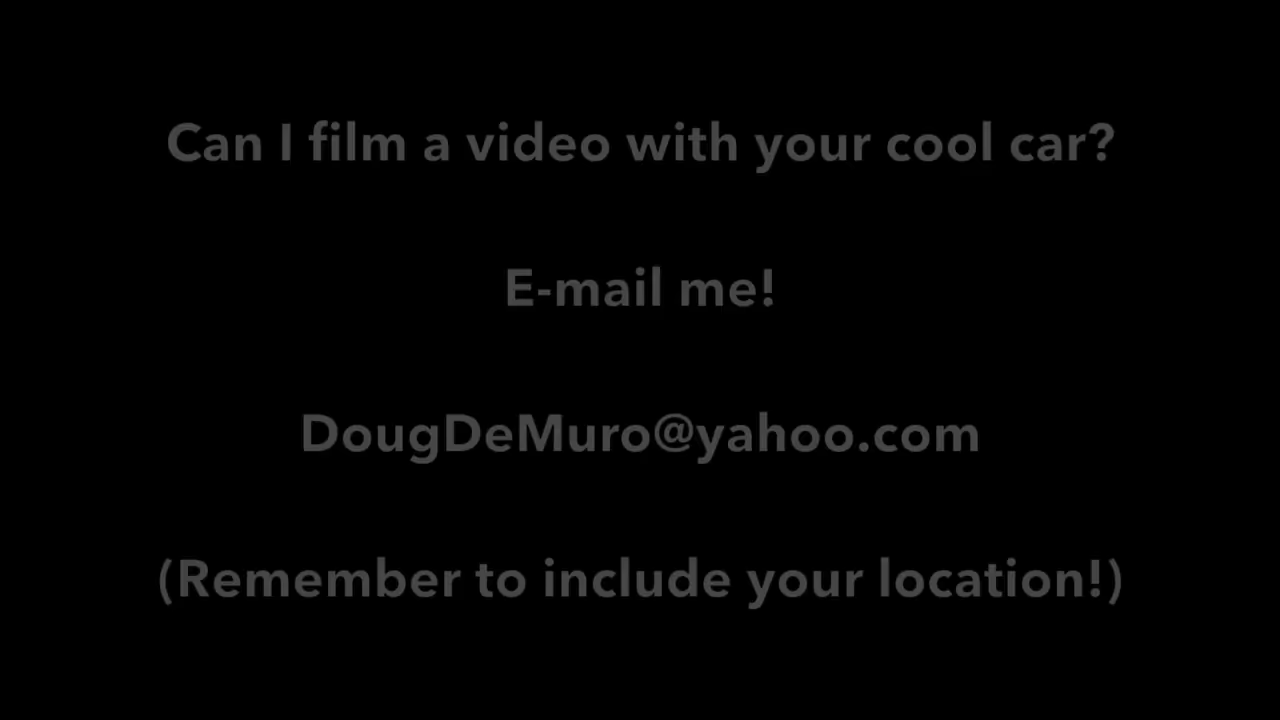 Can I film a video with your cool car?
E-mail me!
DougDeMuro@yahoo.com
(Remember to include your location!)